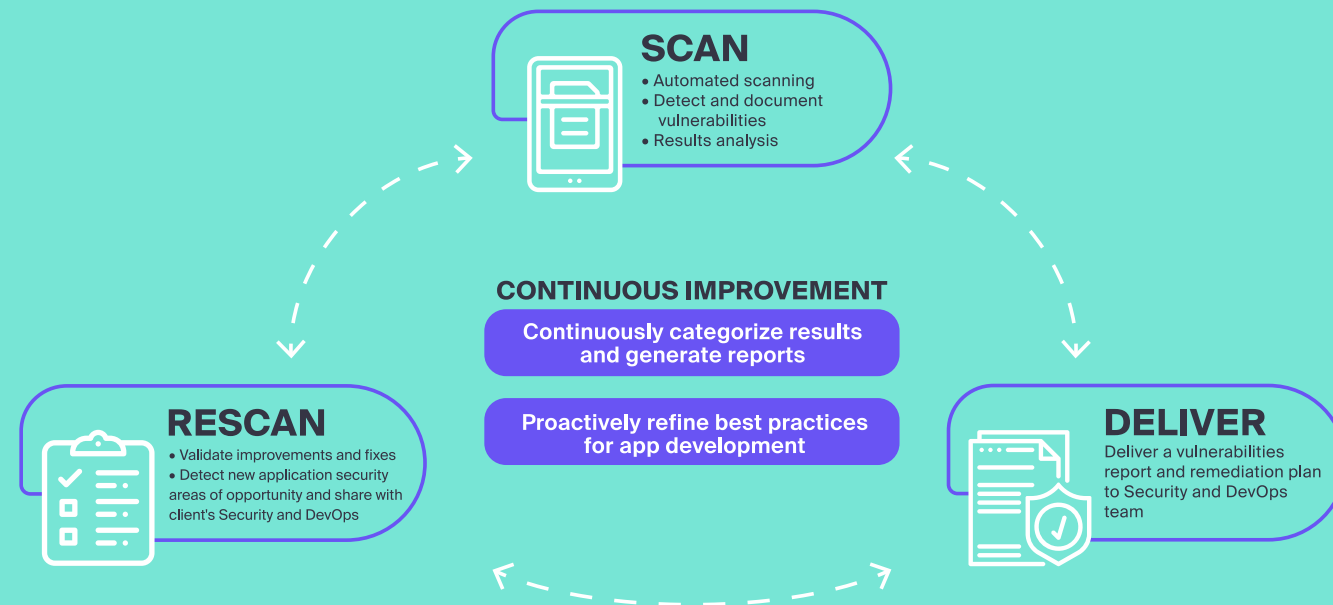 SCAN
• Automated scanning
• Detect and document
vulnerabilities
• Results analysis
CONTINUOUS IMPROVEMENT
Continuously categorize results
and generate reports
Proactively refine best practices
for app development
RESCAN
• Validate improvements and fixes
• Detect new application security
areas of opportunity and share with
client's Security and DevOps
DELIVER
Deliver a vulnerabilities
report and remediation plan
to Security and DevOps
team